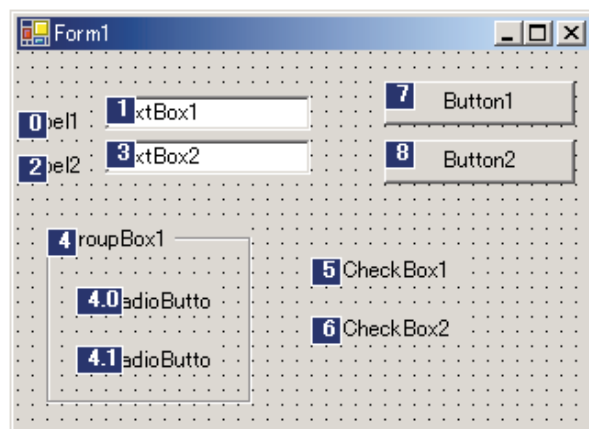 Form1
1 xtBox1
7 Button1
0 bel1
3 xtBox2
8 Button2
2 bel2
4 roupBox1
5 CheckBox1
4.0 adioButto
6 CheckBox2
4.1 adioButto